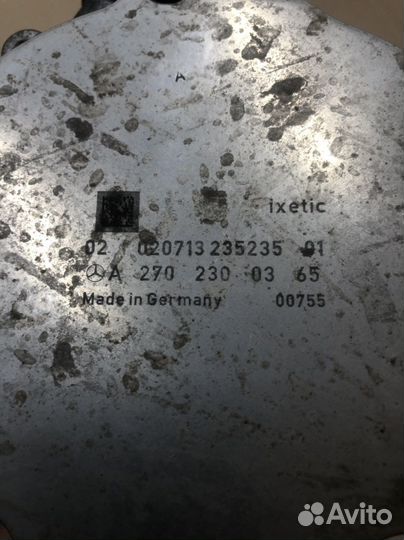 A
ixetic
02 020713 235235 01
A 270 230 03 65
Made in Germany 00755
Avito